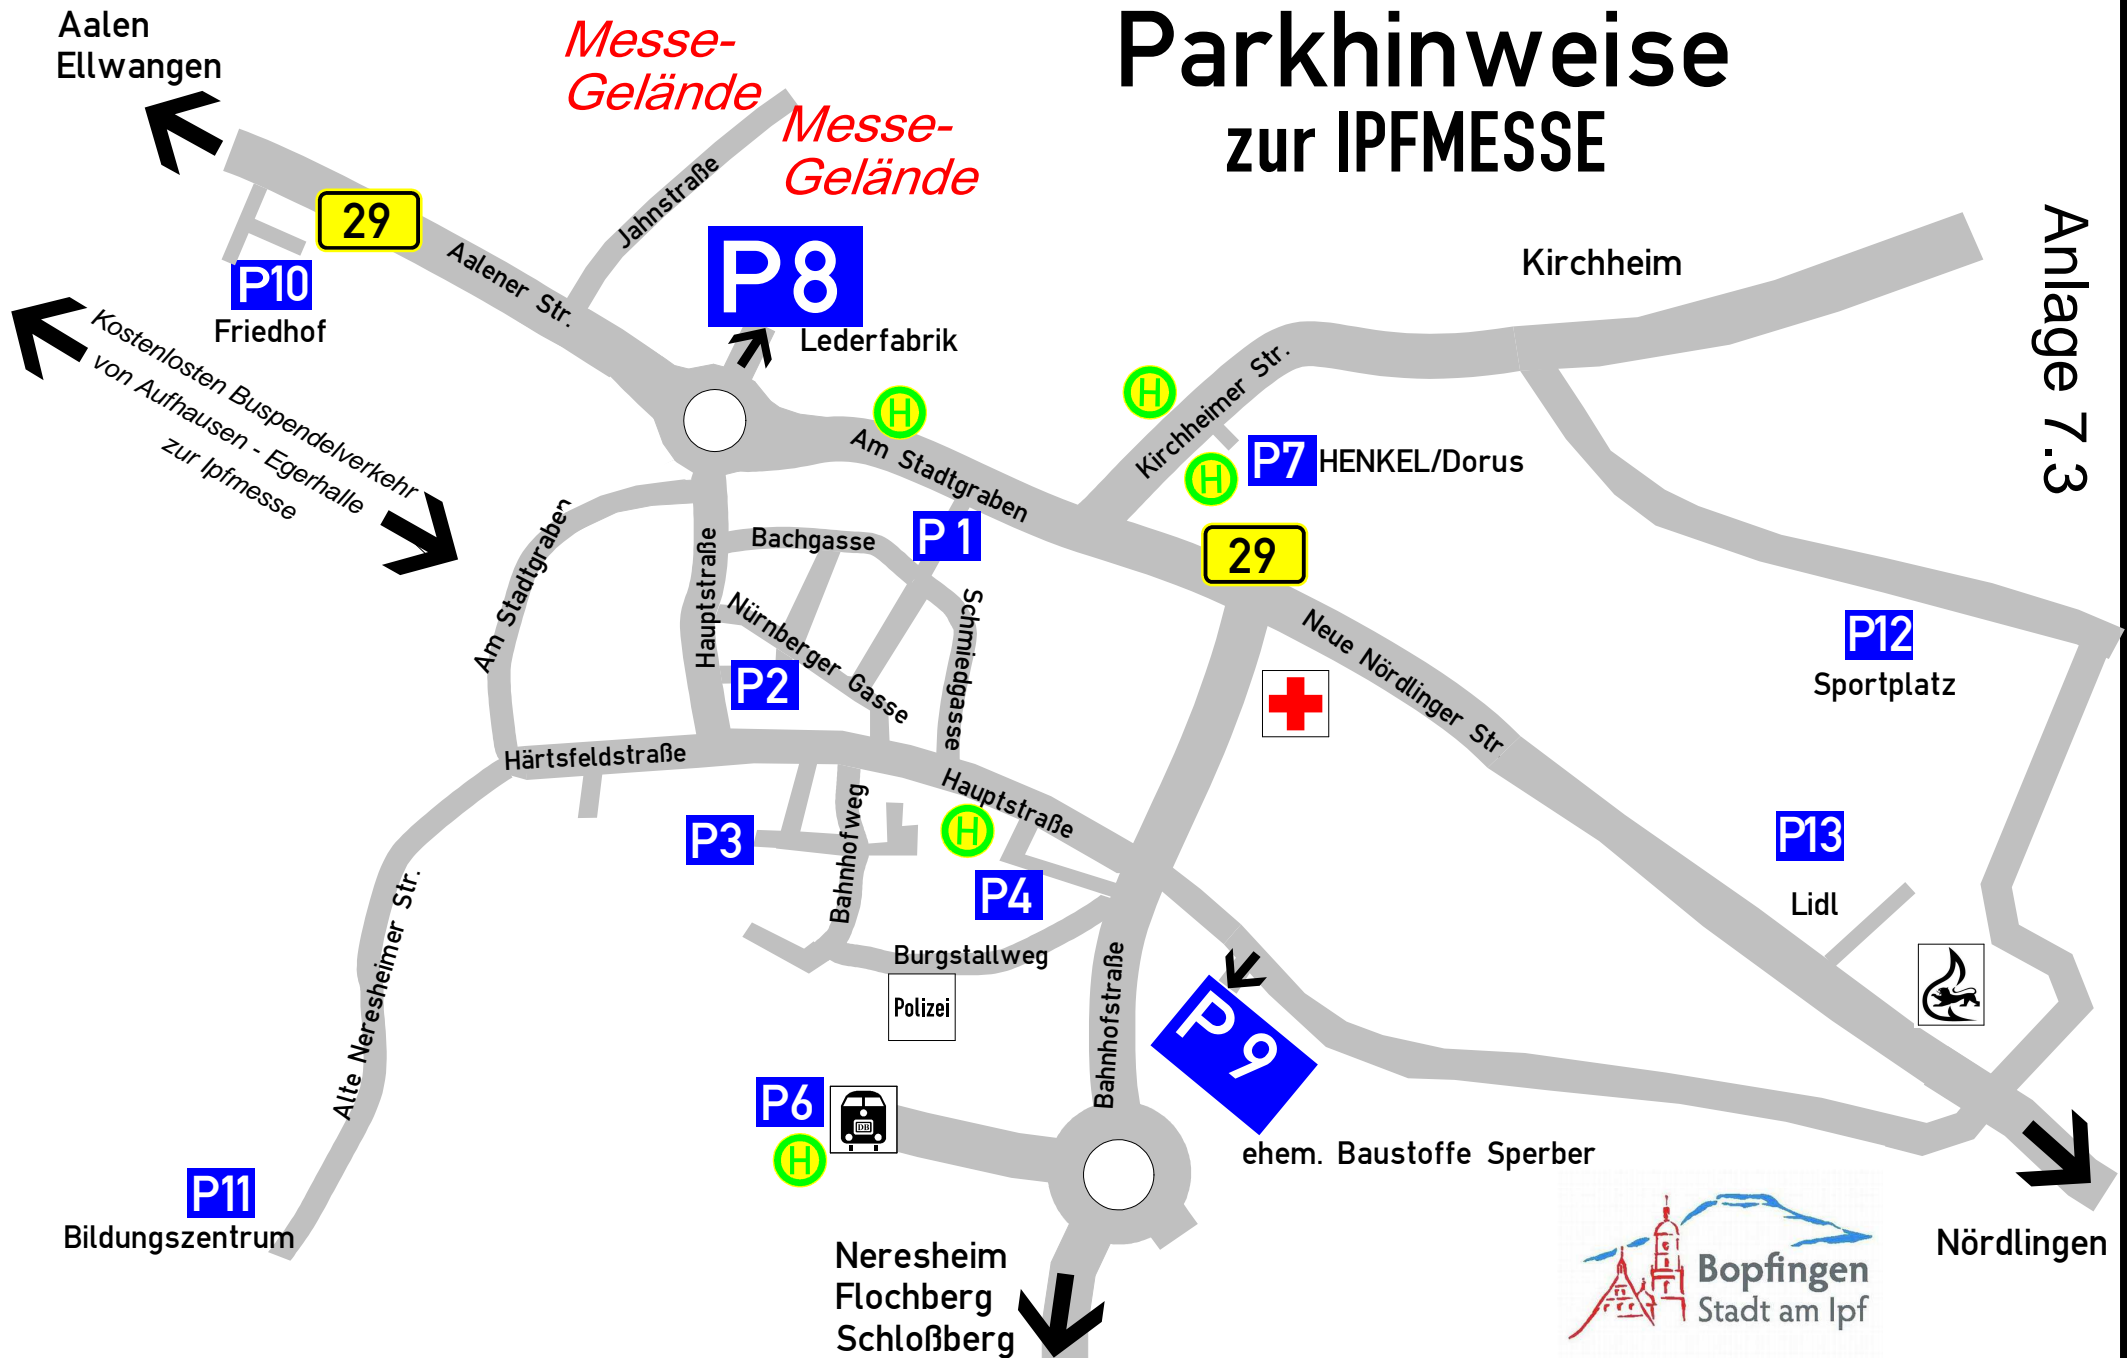 Aalen
Ellwangen
Messe-
Gelände
Messe-
Gelände
Parkhinweise
zur IPFMESSE
Anlage 7.3
29
Aalener Str.
Jahnstraße
P8
Lederfabrik
P10
Friedhof
Kostenlosten Buspendelverkehr
von Aufhausen - Egerhalle
zur Ipfmesse
Kirchheim
H
H
H
Kirchheimer Str.
P7 HENKEL/Dorus
Am Stadtgraben
Am Stadtgraben
P 1
Bachgasse
Hauptstraße
Nürnberger Gasse
Schmiedgasse
29
Neue Nördlinger Str
P2
P12
Sportplatz
Härtsfeldstraße
Hauptstraße
H
P3
Bahnhofweg
P4
P13
Lidl
Alte Neresheimer Str.
Burgstallweg
Polizei
Bahnhofstraße
P 9
ehem. Baustoffe Sperber
P6
DB
H
P11
Bildungszentrum
Neresheim
Flochberg
Schloßberg
Nördlingen
Bopfingen
Stadt am Ipf